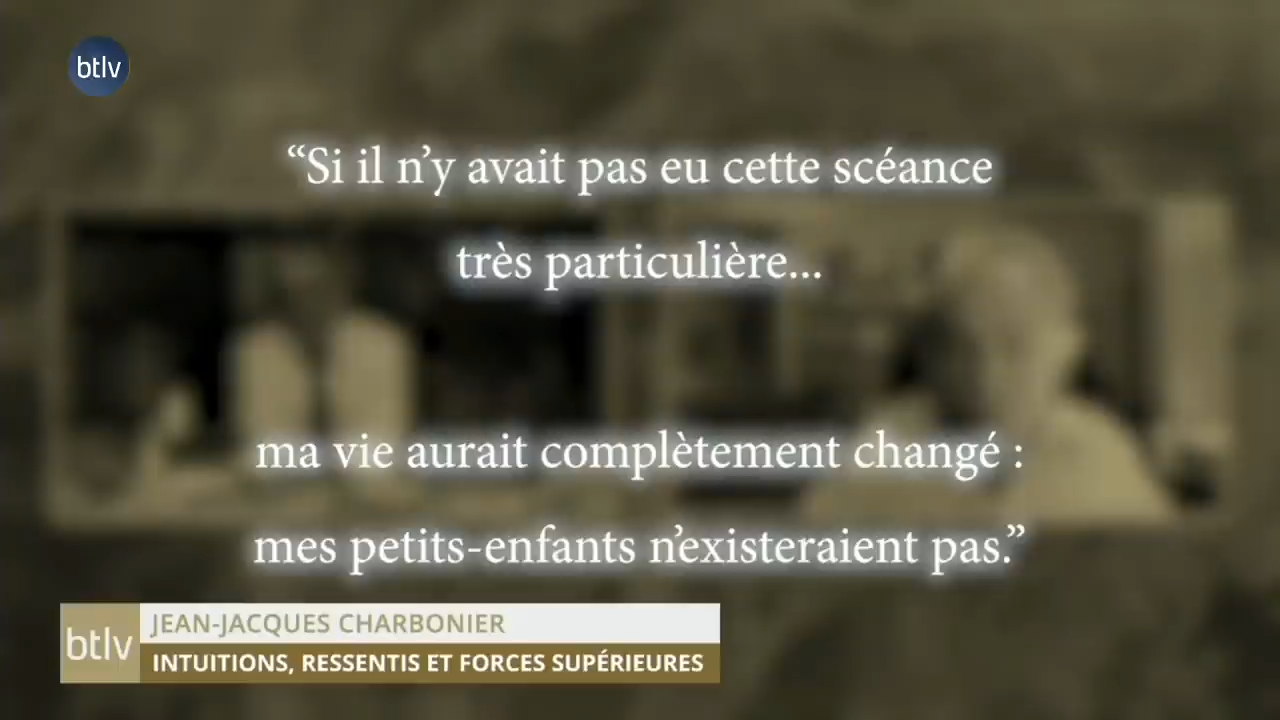 btlv
“Si il n’y avait pas eu cette scéance
très particulière...
ma vie aurait complètement changé :
mes petits-enfants n’existeraient pas.”
btlv
JEAN-JACQUES CHARBONIER
INTUITIONS, RESSENTIS ET FORCES SUPÉRIEURES